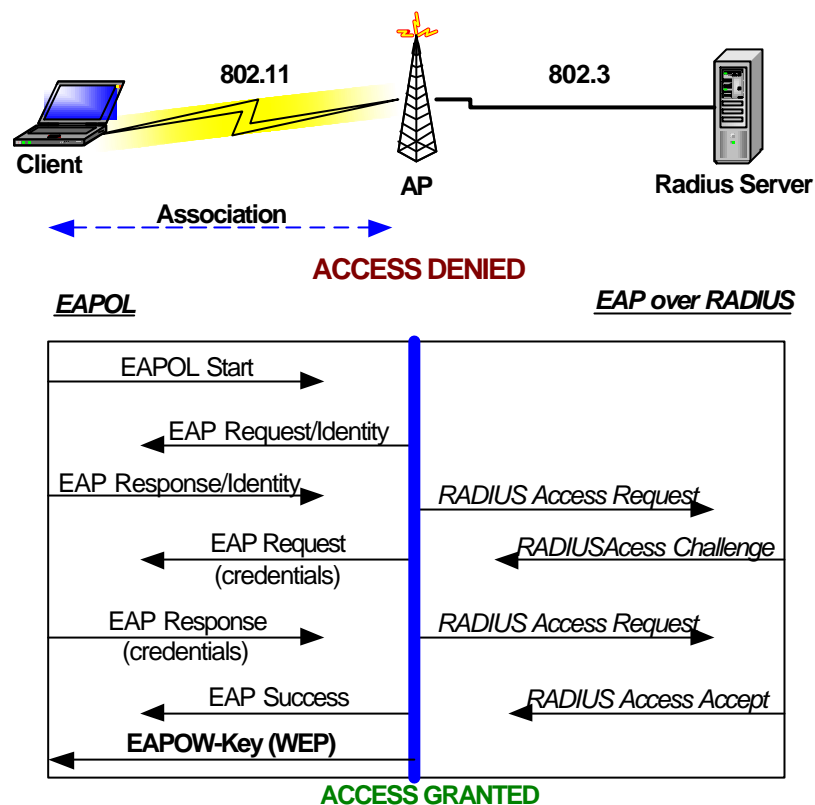 802.11
802.3
Client
AP
Radius Server
Association
ACCESS DENIED
EAPOL
EAP over RADIUS
EAPOL Start
EAP Request/Identity
EAP Response/Identity
RADIUS Access Request
EAP Request
(credentials)
RADIUSAcess Challenge
EAP Response
(credentials)
RADIUS Access Request
EAP Success
RADIUS Access Accept
EAPOW-Key (WEP)
ACCESS GRANTED